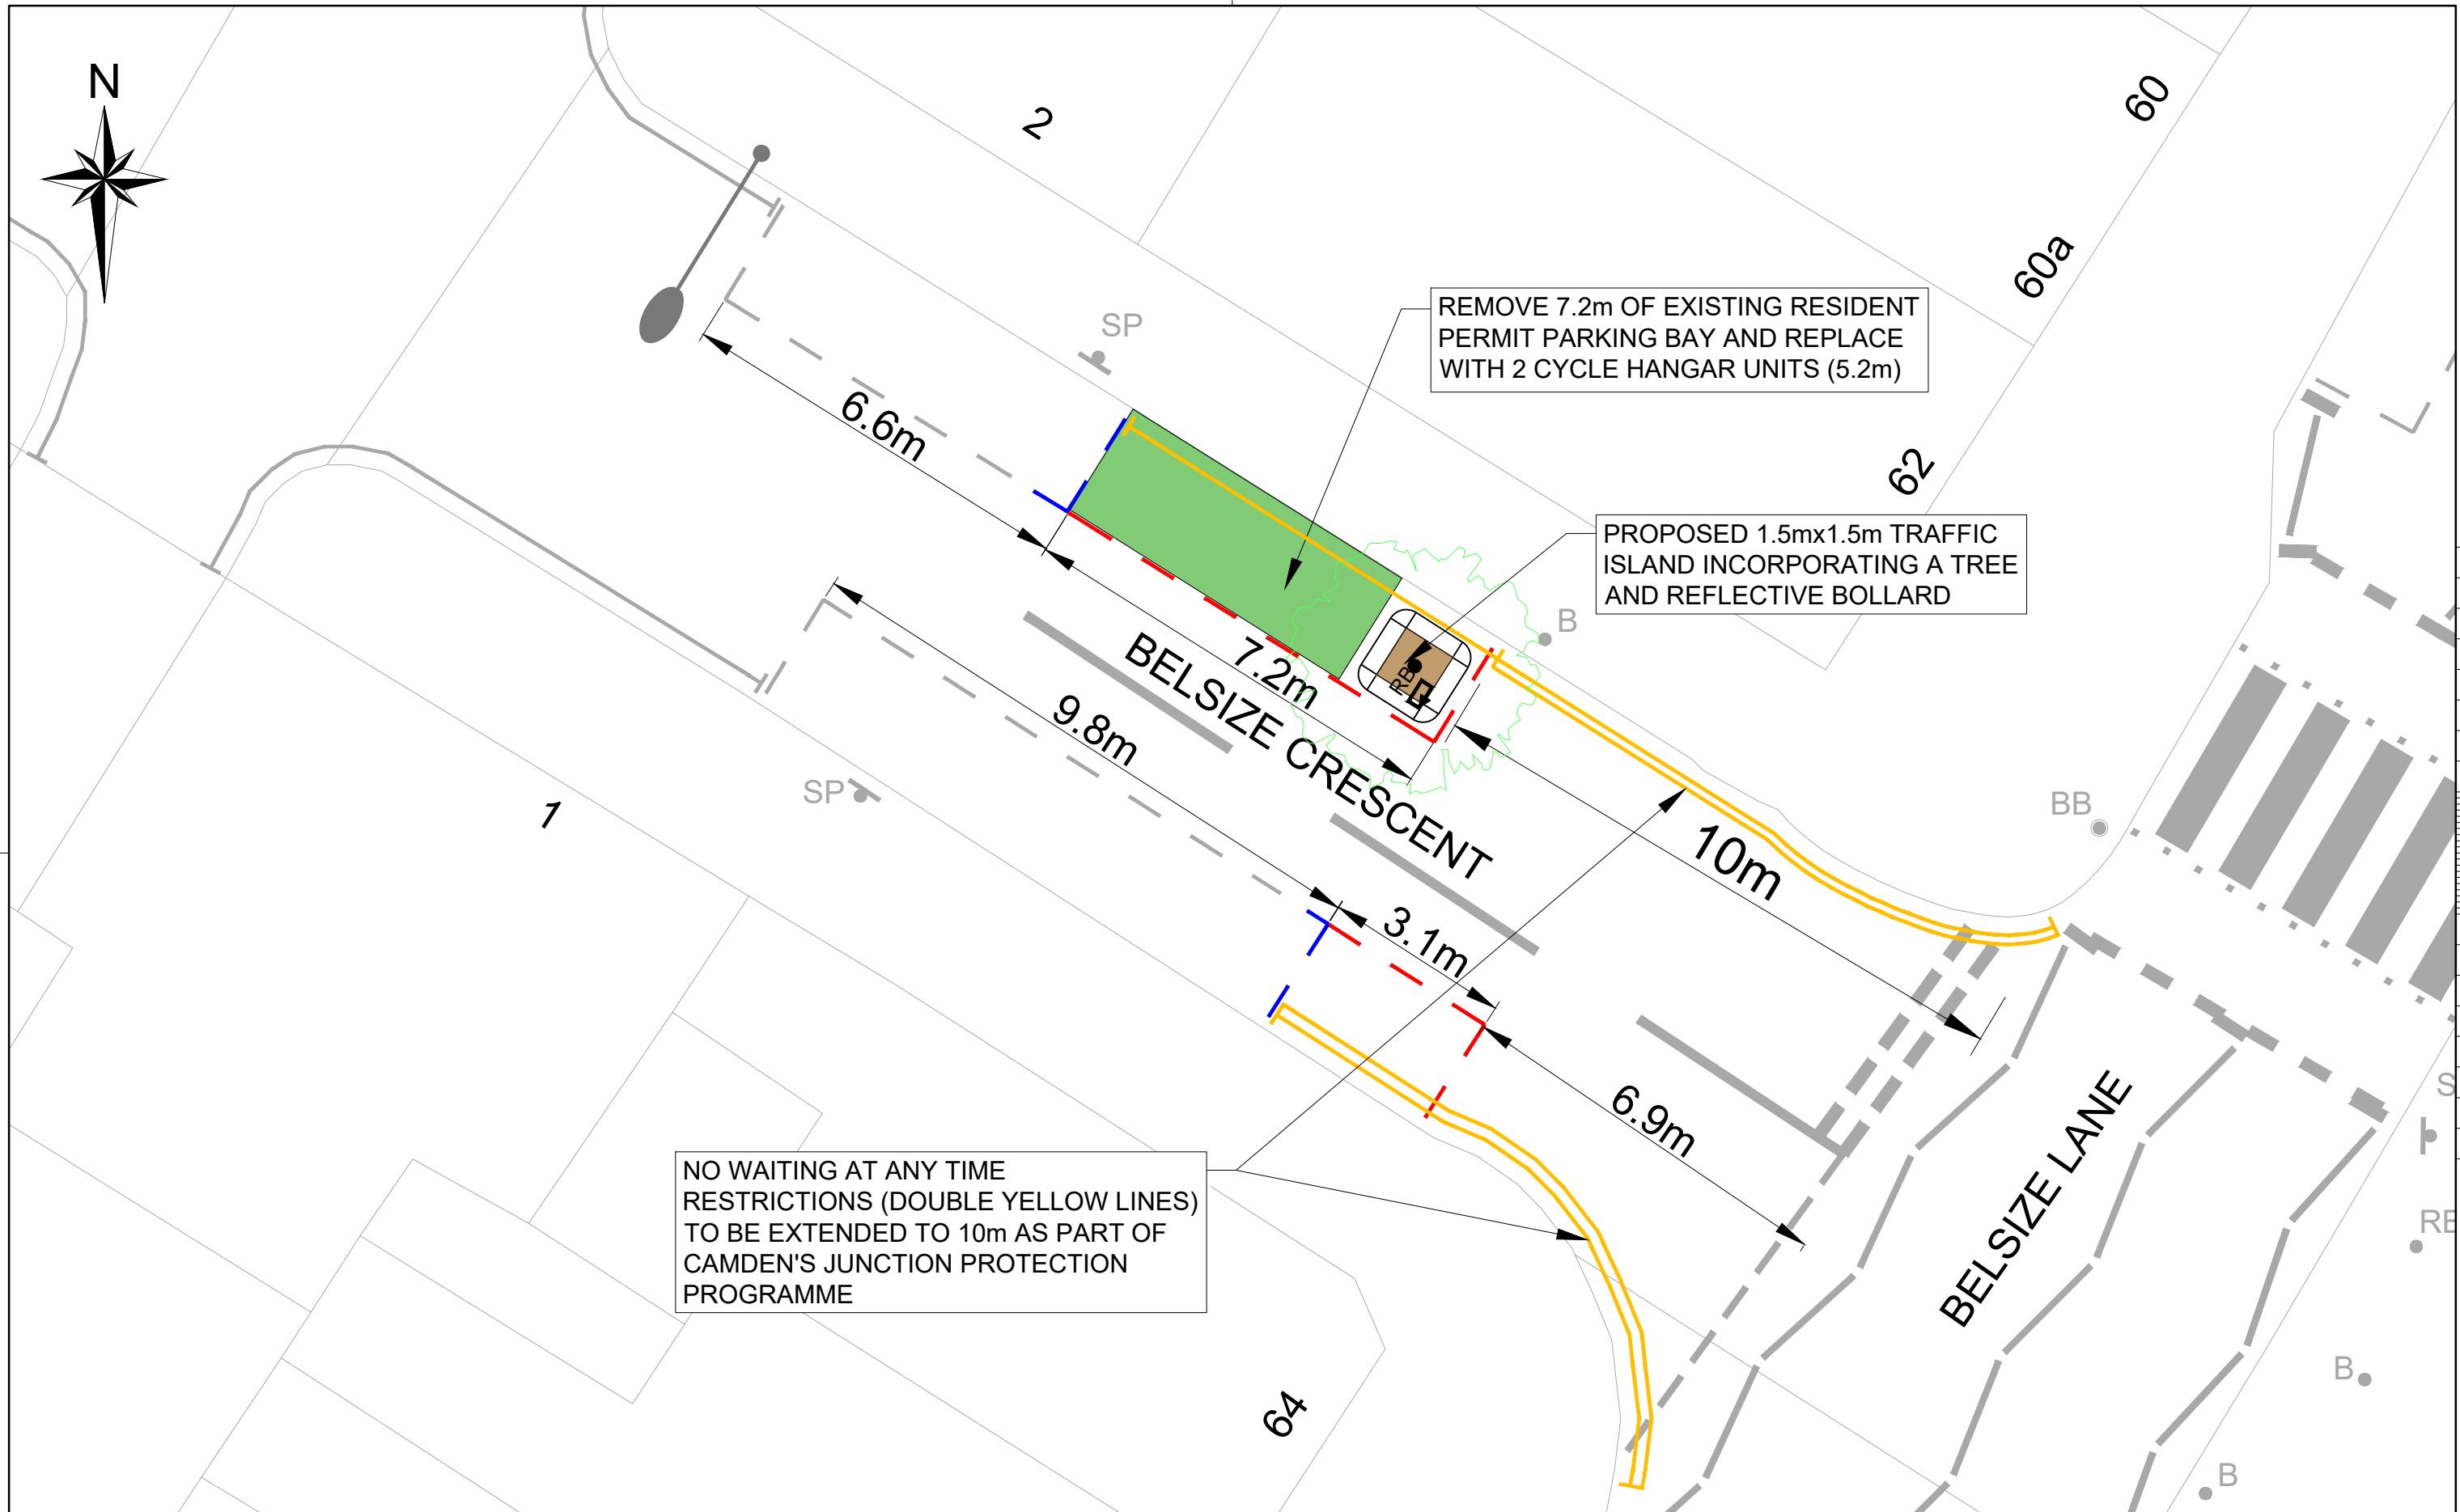 N
2
60
60a
62
SP
REMOVE 7.2m OF EXISTING RESIDENT
PERMIT PARKING BAY AND REPLACE
WITH 2 CYCLE HANGAR UNITS (5.2m)
6.6m
PROPOSED 1.5mx1.5m TRAFFIC
ISLAND INCORPORATING A TREE
AND REFLECTIVE BOLLARD
B
RB
7.2m
BELSIZE CRESCENT
9.8m
SP
1
BB
10m
3.1m
6.9m
BELSIZE LANE
S
NO WAITING AT ANY TIME
RESTRICTIONS (DOUBLE YELLOW LINES)
TO BE EXTENDED TO 10m AS PART OF
CAMDEN'S JUNCTION PROTECTION
PROGRAMME
64
B
B